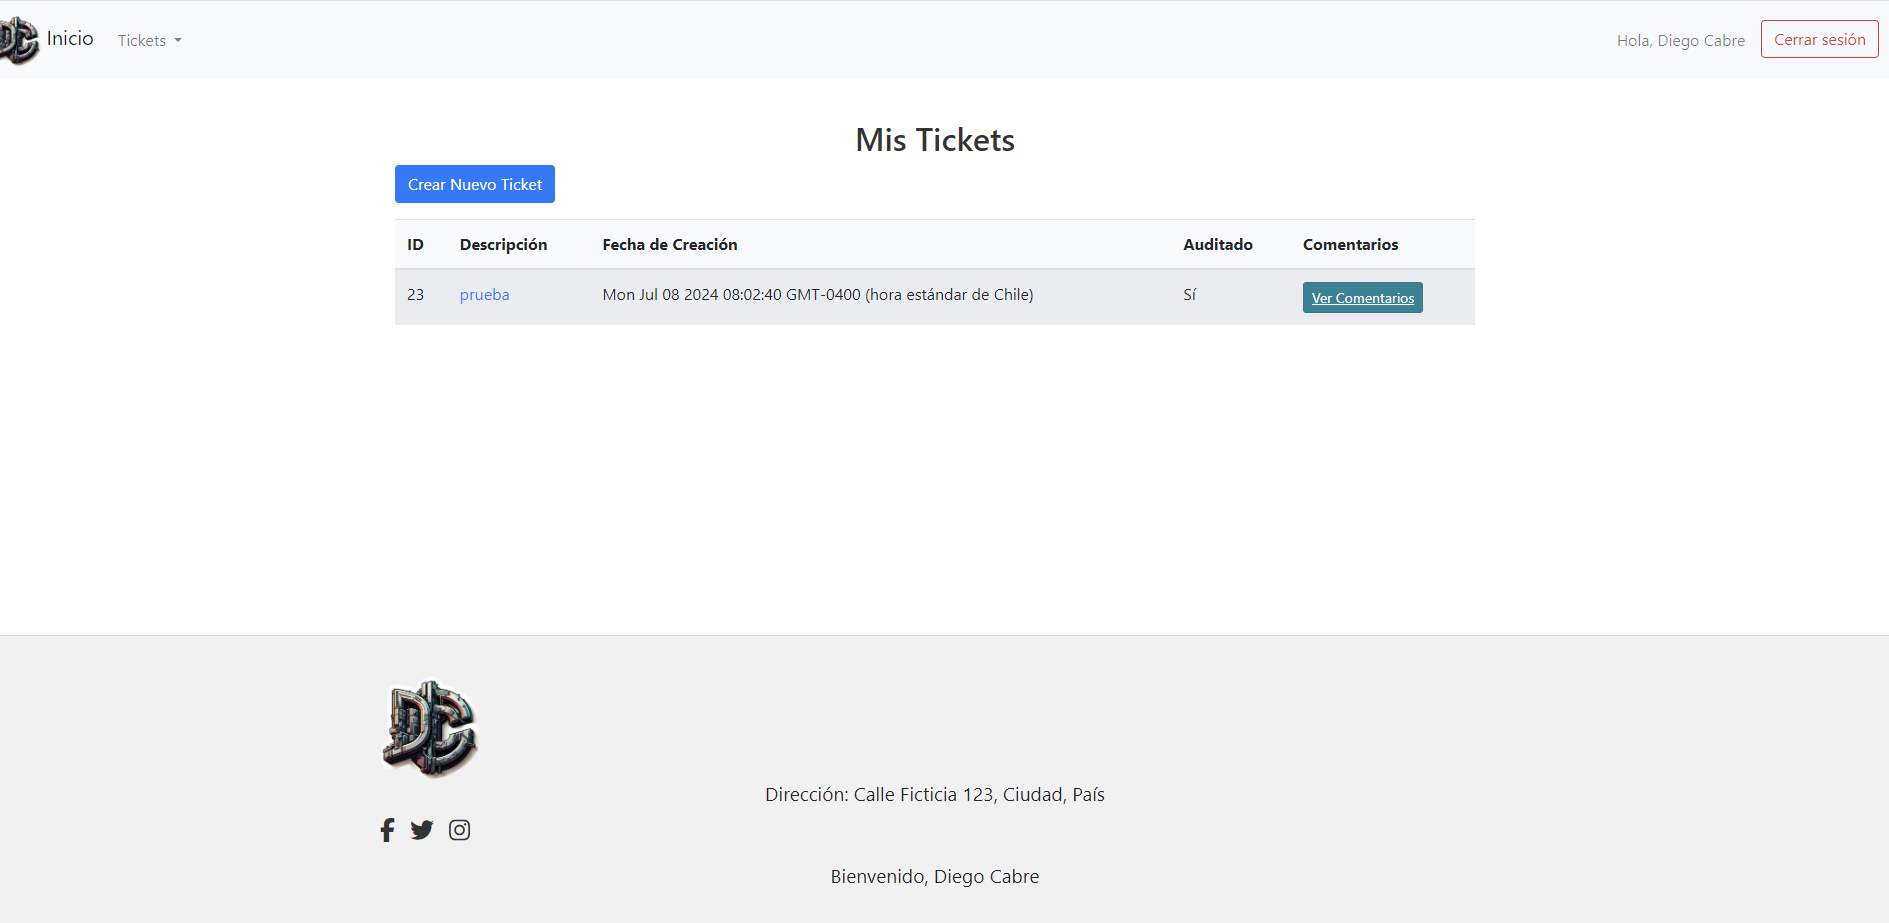 DC Inicio Tickets Hola, Diego Cabre Cerrar sesión
Mis Tickets
Crear Nuevo Ticket
ID Descripción Fecha de Creación Auditado Comentarios
23 prueba Mon Jul 08 2024 08:02:40 GMT-0400 (hora estándar de Chile) Sí Ver Comentarios
DC
Dirección: Calle Ficticia 123, Ciudad, País
Bienvenido, Diego Cabre